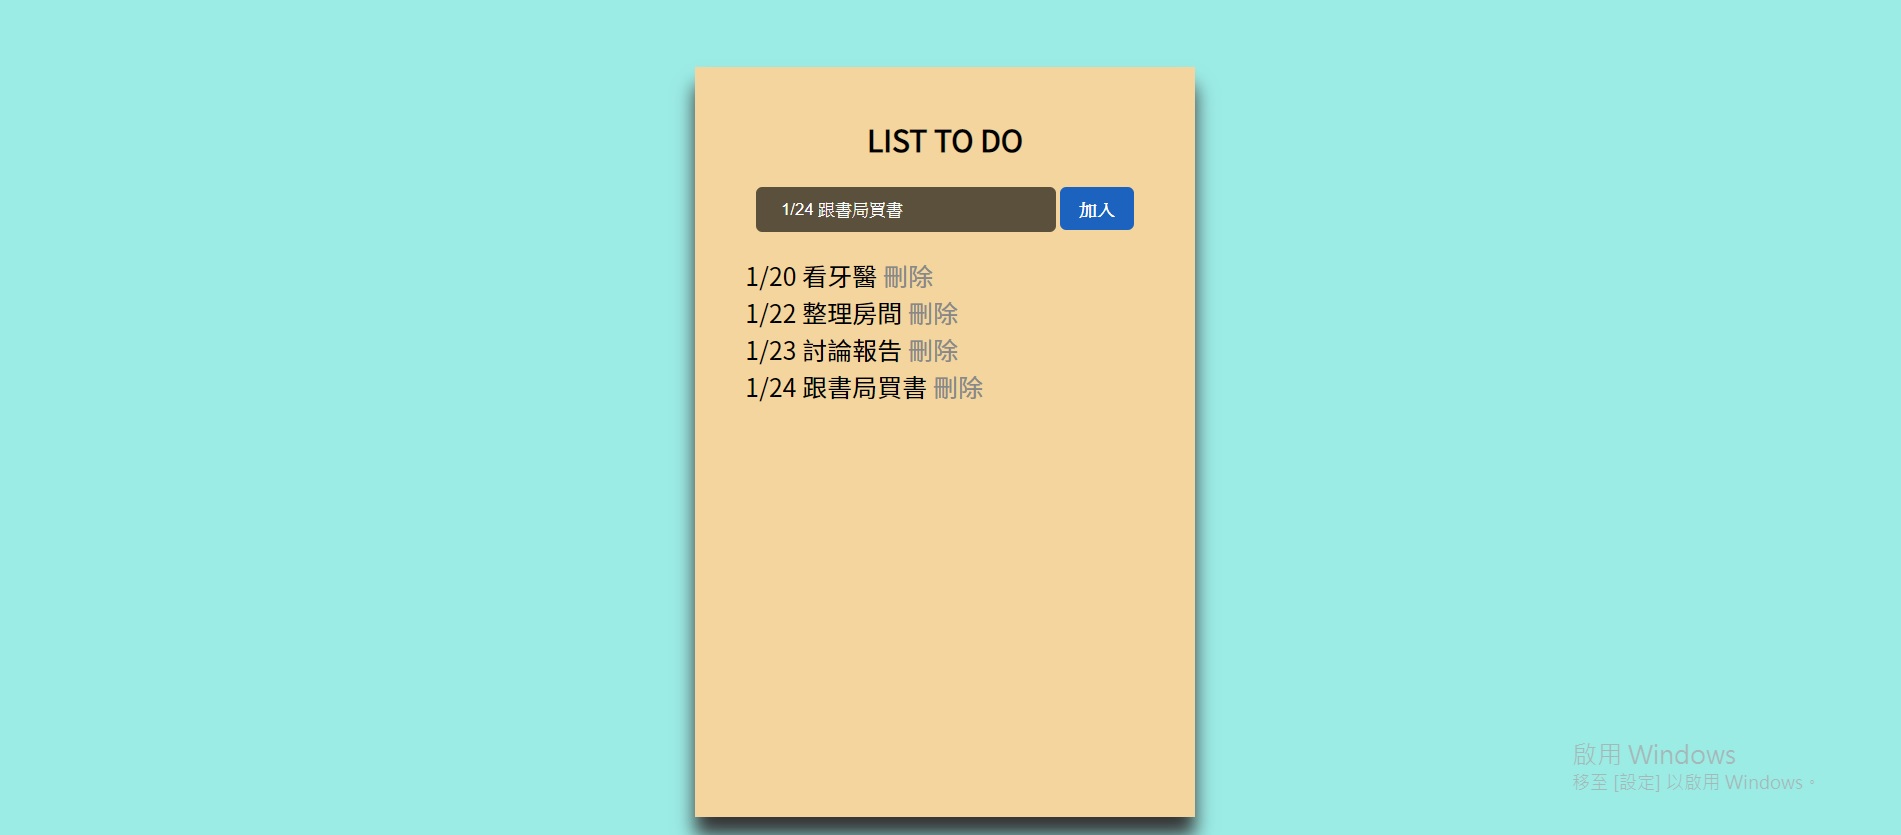 LIST TO DO
1/24 跟書局買書 加入
1/20 看牙醫 刪除
1/22 整理房間 刪除
1/23 討論報告 刪除
1/24 跟書局買書 刪除
啟用 Windows
移至 [設定] 以啟用 Windows。